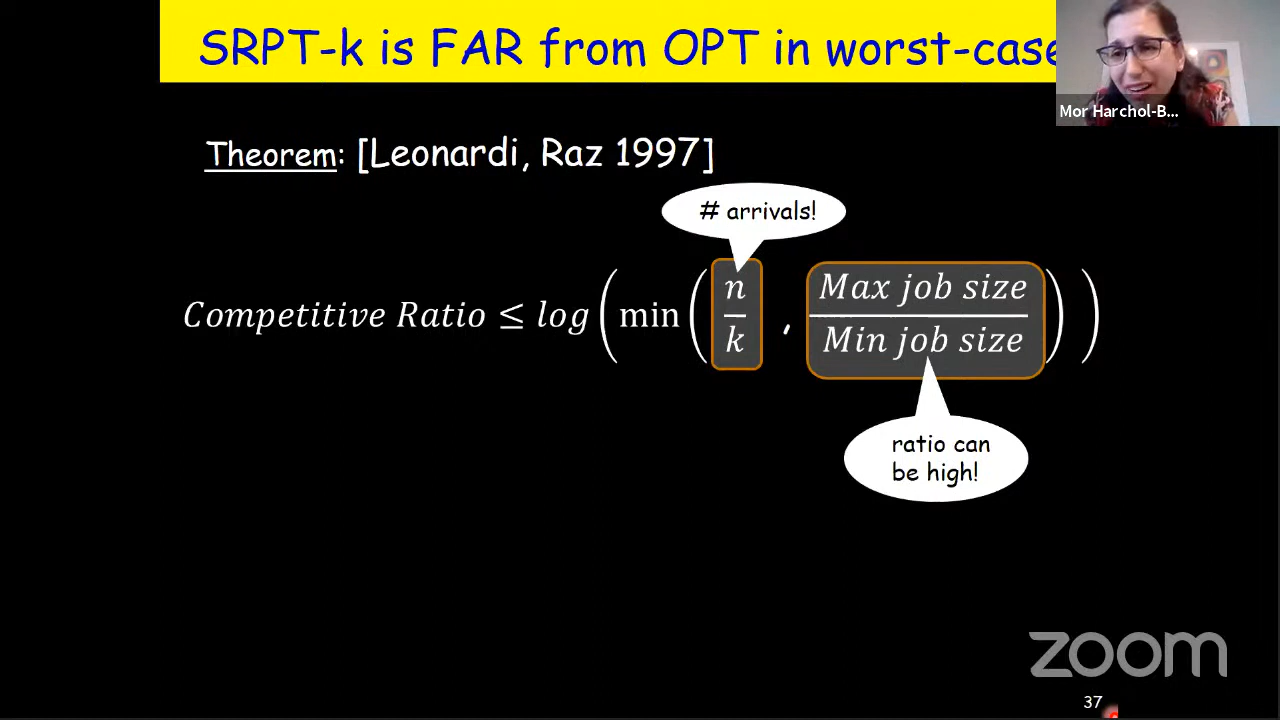 SRPT-k is FAR from OPT in worst-case
Mor Harchol-B...
Theorem: [Leonardi, Raz 1997]
# arrivals!
Competitive Ratio ≤ log(min(n/k , Max job size/Min job size))
ratio can
be high!
zoom
37